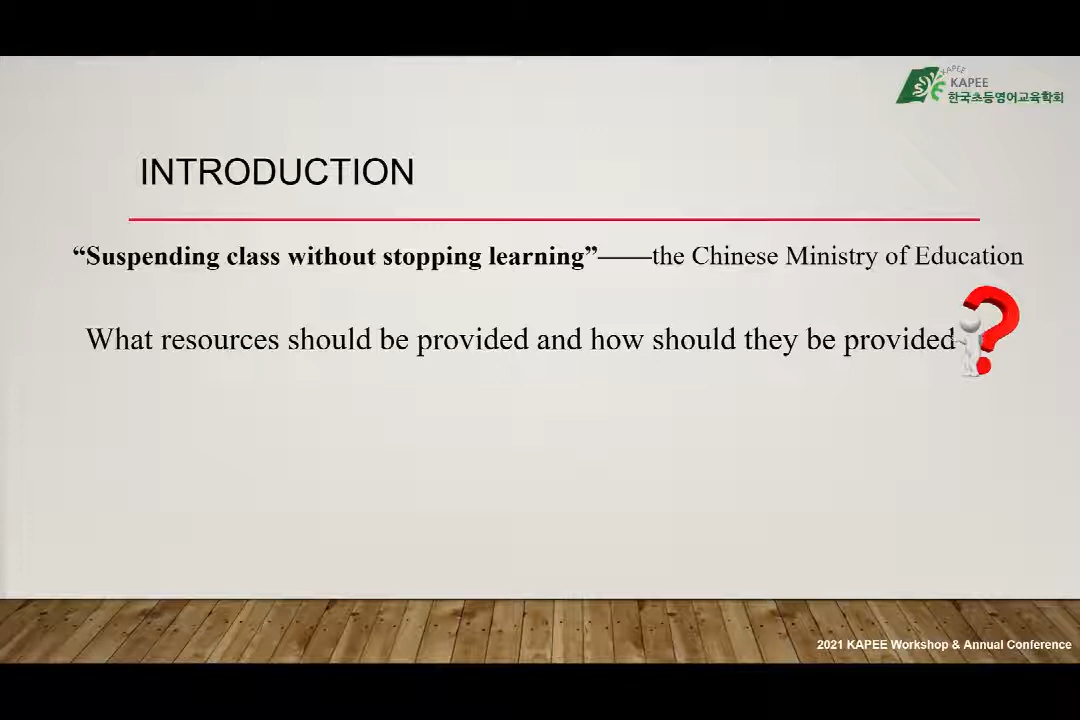 KAPEE
KAPEE
한국초등영어교육학회
INTRODUCTION
“Suspending class without stopping learning”——the Chinese Ministry of Education
What resources should be provided and how should they be provided
2021 KAPEE Workshop & Annual Conference